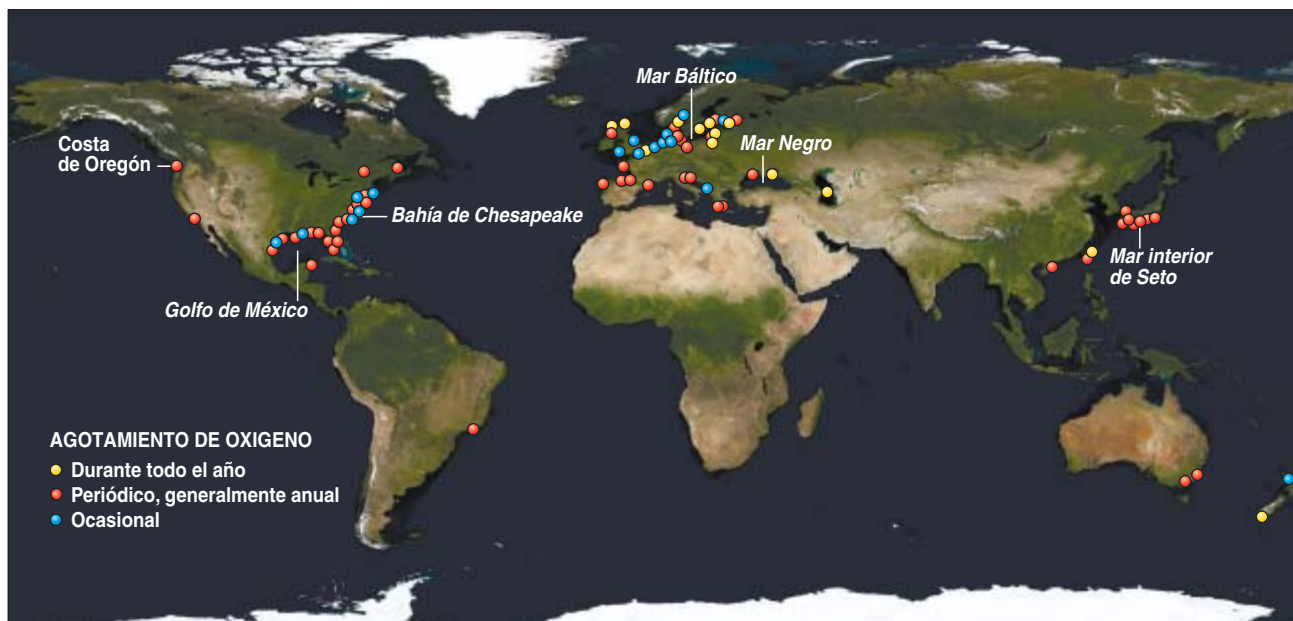 Mar Báltico
Costa
de Oregón
Mar Negro
Bahía de Chesapeake
Mar interior
de Seto
Golfo de México
AGOTAMIENTO DE OXIGENO
Durante todo el año
Periódico, generalmente anual
Ocasional